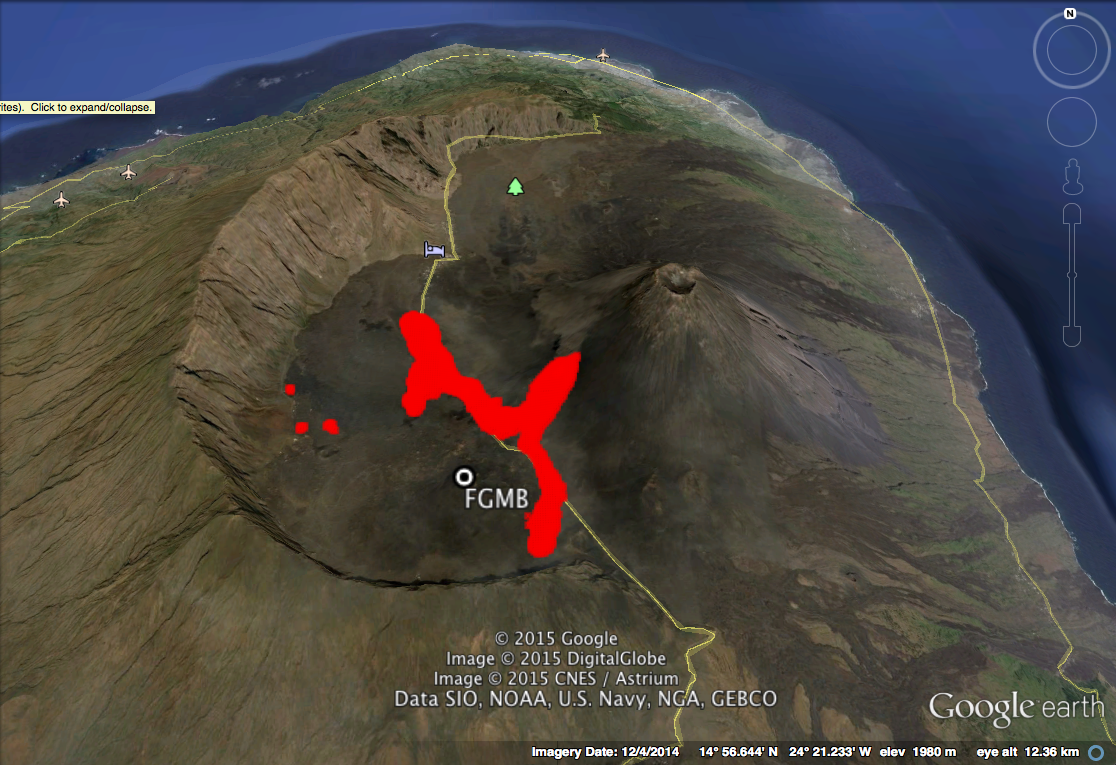 N
rites).  Click to expand/collapse.
FGMB
© 2015 Google
Image © 2015 DigitalGlobe
Image © 2015 CNES / Astrium
Data SIO, NOAA, U.S. Navy, NGA, GEBCO
Google earth
Imagery Date: 12/4/2014 14° 56.644' N 24° 21.233' W elev 1980 m eye alt 12.36 km